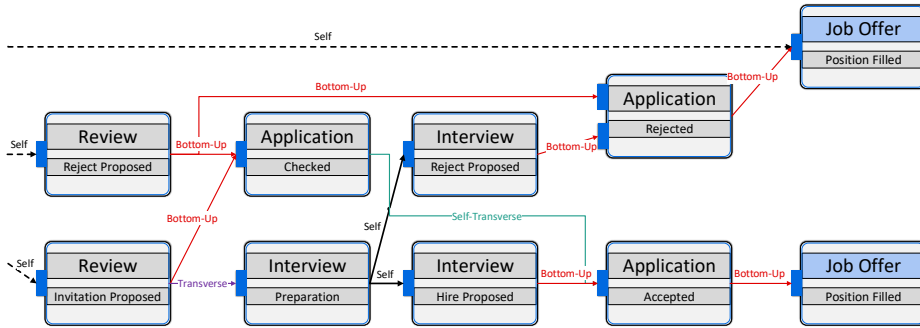 Job Offer
Self
Position Filled
Bottom-Up
Bottom-Up
Application
Rejected
Review
Application
Interview
Self
Reject Proposed
Bottom-Up
Checked
Reject Proposed
Bottom-Up
Bottom-Up
Self-Transverse
Self
Self
Review
Interview
Interview
Application
Job Offer
Self
Bottom-Up
Bottom-Up
Transverse
Invitation Proposed
Preparation
Hire Proposed
Accepted
Position Filled